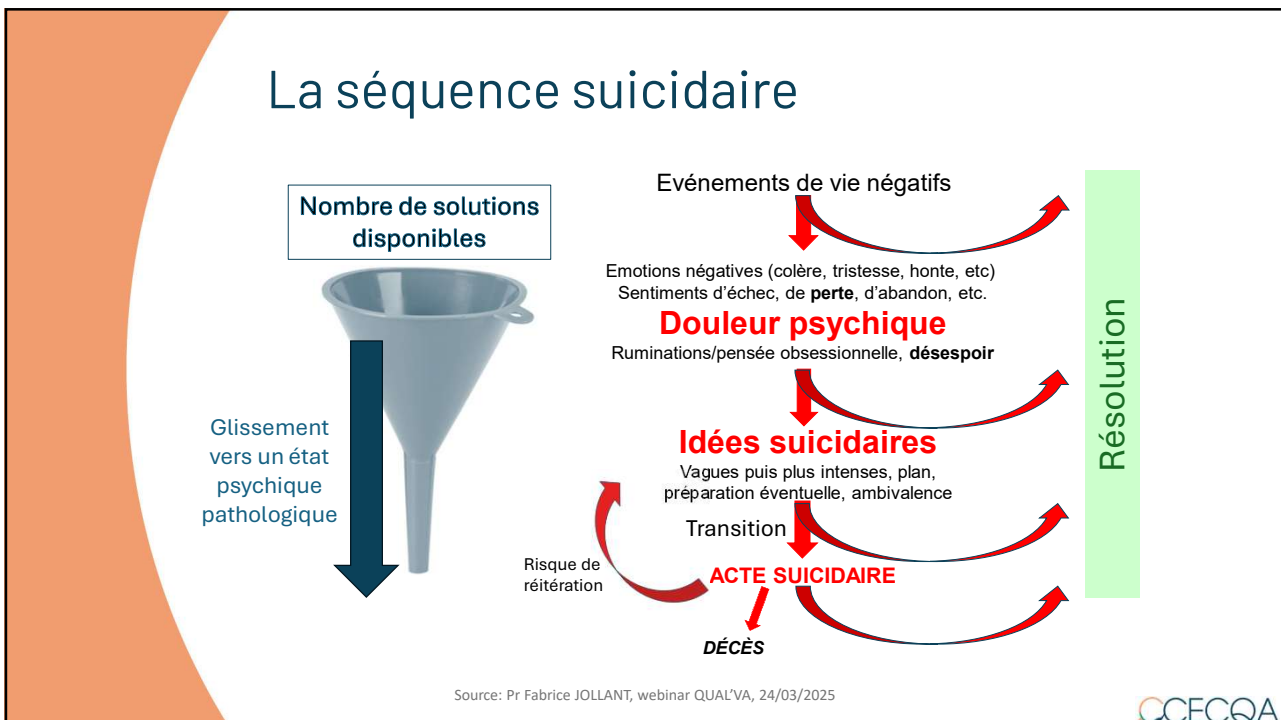 La séquence suicidaire
Nombre de solutions
disponibles
Glissement
vers un état
psychique
pathologique
Evénements de vie négatifs
Emotions négatives (colère, tristesse, honte, etc)
Sentiments d'échec, de perte, d'abandon, etc.
Douleur psychique
Ruminations/pensée obsessionnelle, désespoir
Idées suicidaires
Vagues puis plus intenses, plan,
préparation éventuelle, ambivalence
Transition
Risque de
réitération
ACTE SUICIDAIRE
DÉCÈS
Résolution
Source: Pr Fabrice JOLLANT, webinar QUAL'VA, 24/03/2025
CCECQA